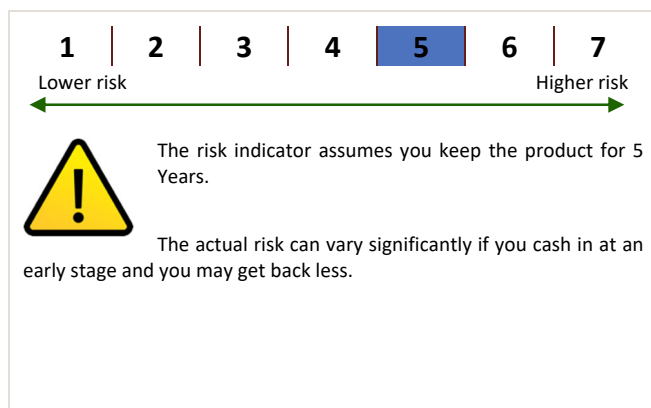 1 2 3 4 5 6 7
Lower risk Higher risk
The risk indicator assumes you keep the product for 5
Years.
The actual risk can vary significantly if you cash in at an
early stage and you may get back less.